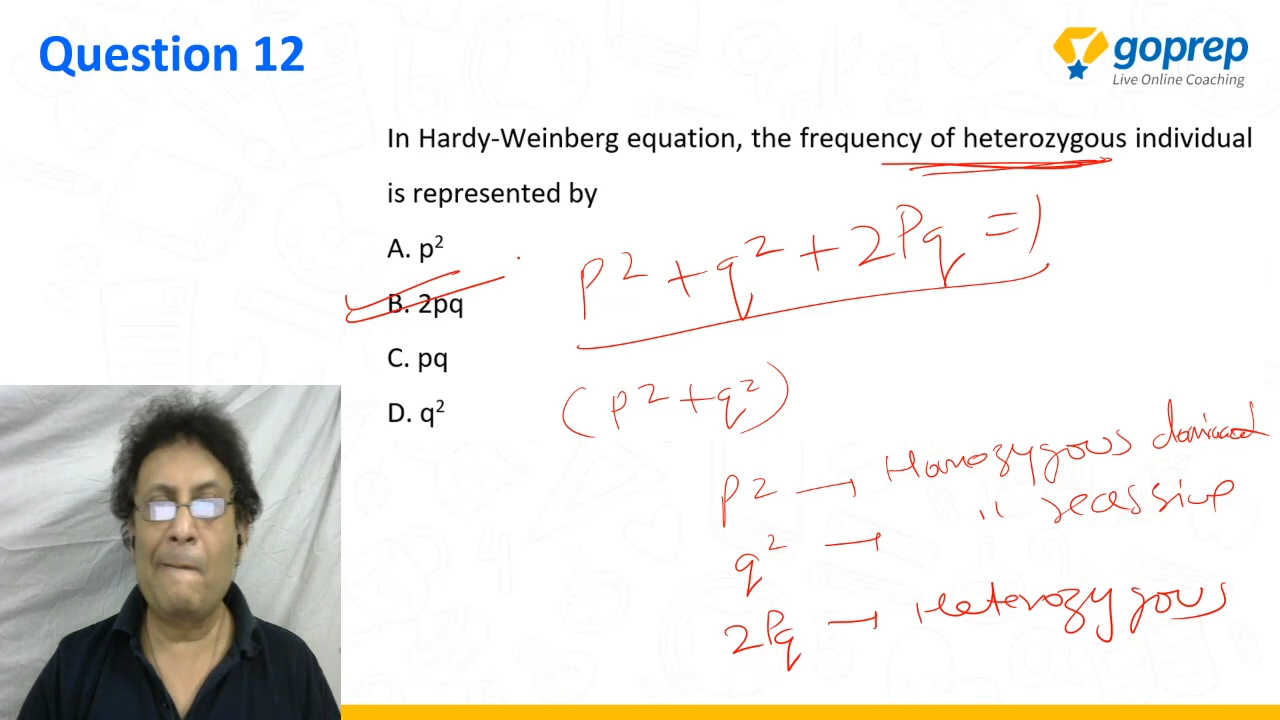 Question 12
goprep
Live Online Coaching
In Hardy-Weinberg equation, the frequency of heterozygous individual
is represented by
A. p²
B. 2pq
C. pq
D. q²
p² + q² + 2Pq = 1
(p² + q²)
p² → Homozygous dominant
q² → " recessive
2Pq → Heterozygous